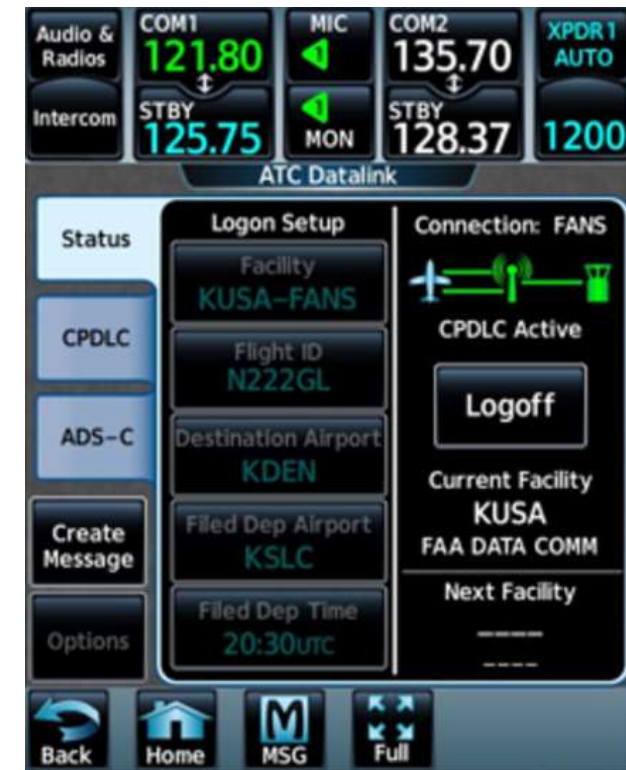 Audio & Radios
COM1
121.80
MIC
1
COM2
135.70
XPDR1
AUTO
Intercom
STBY
125.75
1
MON
STBY
128.37
1200
ATC Datalink
Status
CPDLC
ADS-C
Create
Message
Options
Logon Setup
Facility
KUSA-FANS
Flight ID
N222GL
Destination Airport
KDEN
Filed Dep Airport
KSLC
Filed Dep Time
20:30UTC
Connection: FANS
CPDLC Active
Logoff
Current Facility
KUSA
FAA DATA COMM
Next Facility
----
----
Back
Home
M
MSG
Full